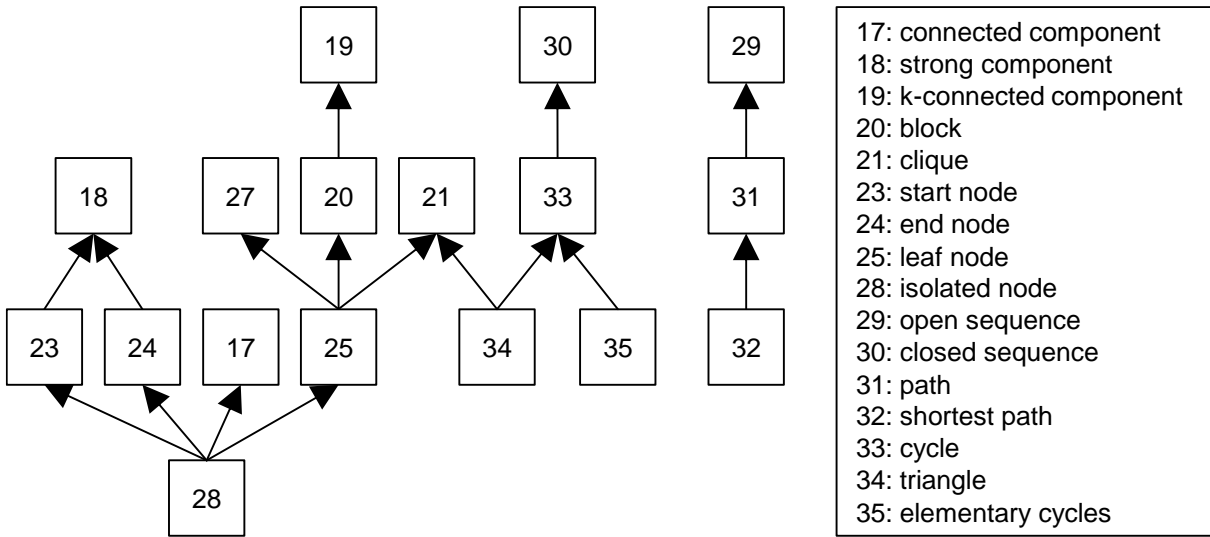 19
30
29
18
27
20
21
33
31
23
24
17
25
34
35
32
28
17: connected component
18: strong component
19: k-connected component
20: block
21: clique
23: start node
24: end node
25: leaf node
28: isolated node
29: open sequence
30: closed sequence
31: path
32: shortest path
33: cycle
34: triangle
35: elementary cycles